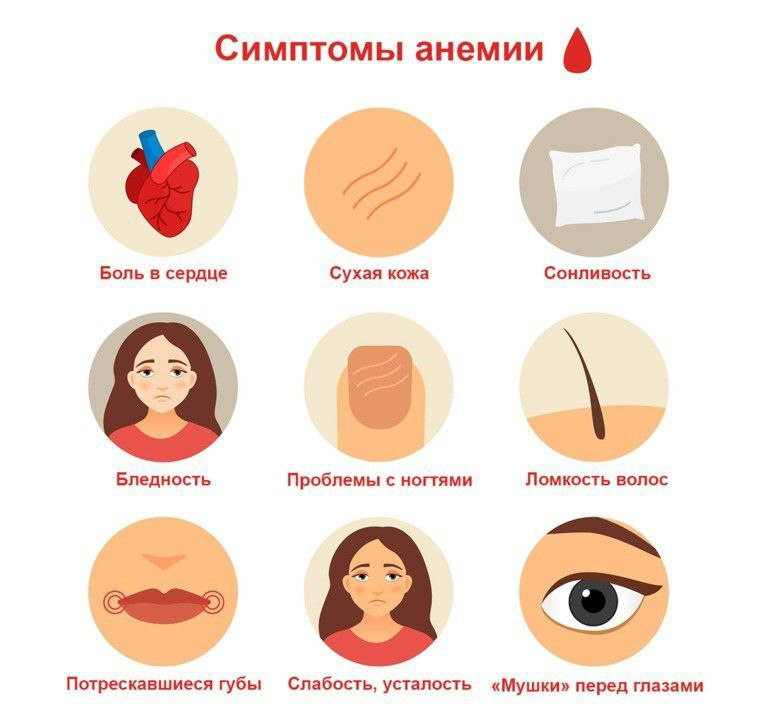 Симптомы анемии
Боль в сердце
Сухая кожа
Сонливость
Бледность
Проблемы с ногтями
Ломкость волос
Потрескавшиеся губы
Слабость, усталость
«Мушки» перед глазами